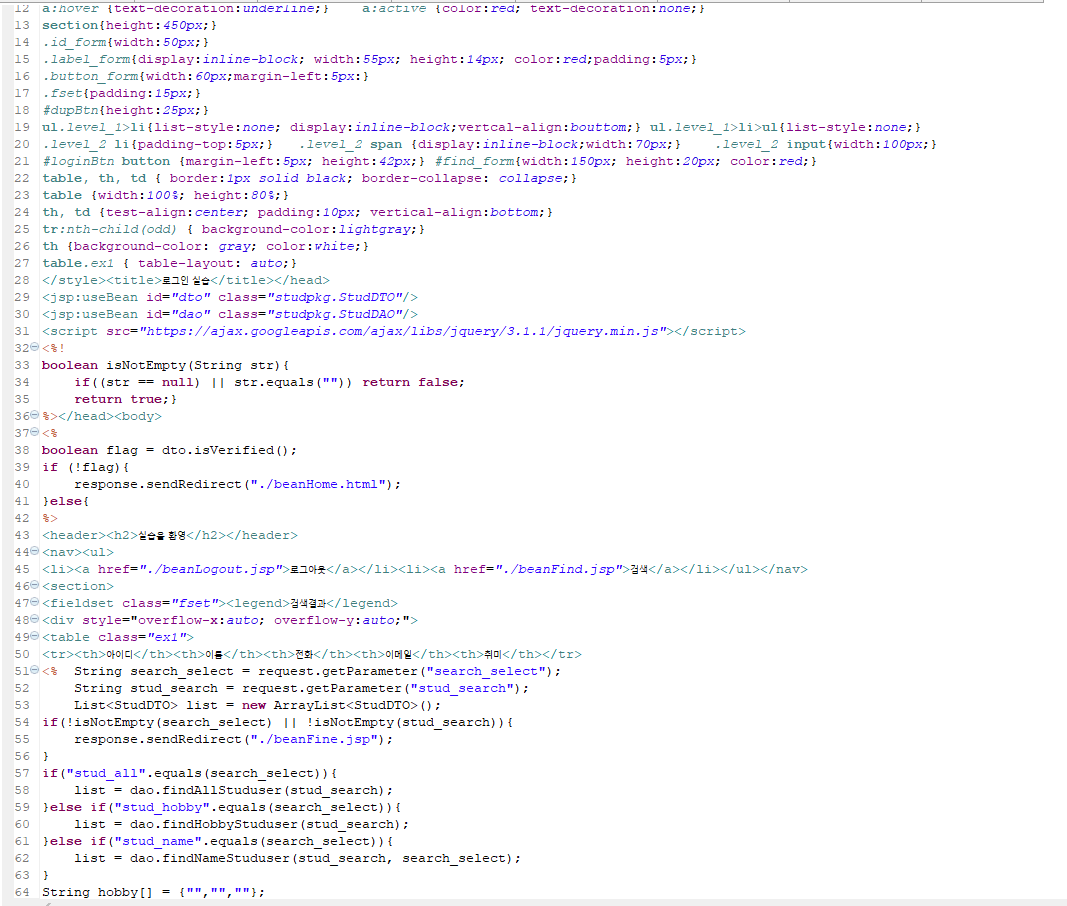 12 a:hover {text-decoration:underline;} a:active {color:red; text-decoration:none;}
13 section{height:450px;}
14 .id_form{width:50px;}
15 .label_form{display:inline-block; width:55px; height:14px; color:red;padding:5px;}
16 .button_form{width:60px;margin-left:5px:}
17 .fset{padding:15px;}
18 #dupBtn{height:25px;}
19 ul.level_1>li{list-style:none; display:inline-block;vertcal-align:bouttom;} ul.level_1>li>ul{list-style:none;}
20 .level_2 li{padding-top:5px;} .level_2 span {display:inline-block;width:70px;} .level_2 input{width:100px;}
21 #loginBtn button {margin-left:5px; height:42px;} #find_form{width:150px; height:20px; color:red;}
22 table, th, td { border:1px solid black; border-collapse: collapse;}
23 table {width:100%; height:80%;}
24 th, td {test-align:center; padding:10px; vertical-align:bottom;}
25 tr:nth-child(odd) { background-color:lightgray;}
26 th {background-color: gray; color:white;}
27 table.ex1 { table-layout: auto;}
28 </style><title>로그인 실습</title></head>
29 <jsp:useBean id="dto" class="studpkg.StudDTO"/>
30 <jsp:useBean id="dao" class="studpkg.StudDAO"/>
31 <script src="https://ajax.googleapis.com/ajax/libs/jquery/3.1.1/jquery.min.js"></script>
32 <%!
33 boolean isNotEmpty(String str){
34 if((str == null) || str.equals("")) return false;
35 return true;}
36 %></head><body>
37 <%
38 boolean flag = dto.isVerified();
39 if (!flag){
40 response.sendRedirect("./beanHome.html");
41 }else{
42 %>
43 <header><h2>실습을 환영</h2></header>
44 <nav><ul>
45 <li><a href="./beanLogout.jsp">로그아웃</a></li><li><a href="./beanFind.jsp">검색</a></li></ul></nav>
46 <section>
47 <fieldset class="fset"><legend>검색결과</legend>
48 <div style="overflow-x:auto; overflow-y:auto;">
49 <table class="ex1">
50 <tr><th>아이디</th><th>이름</th><th>전화</th><th>이메일</th><th>취미</th></tr>
51 <% String search_select = request.getParameter("search_select");
52 String stud_search = request.getParameter("stud_search");
53 List<StudDTO> list = new ArrayList<StudDTO>();
54 if(!isNotEmpty(search_select) || !isNotEmpty(stud_search)){
55 response.sendRedirect("./beanFine.jsp");
56 }
57 if("stud_all".equals(search_select)){
58 list = dao.findAllStuduser(stud_search);
59 }else if("stud_hobby".equals(search_select)){
60 list = dao.findHobbyStuduser(stud_search);
61 }else if("stud_name".equals(search_select)){
62 list = dao.findNameStuduser(stud_search, search_select);
63 }
64 String hobby[] = {"","",""};